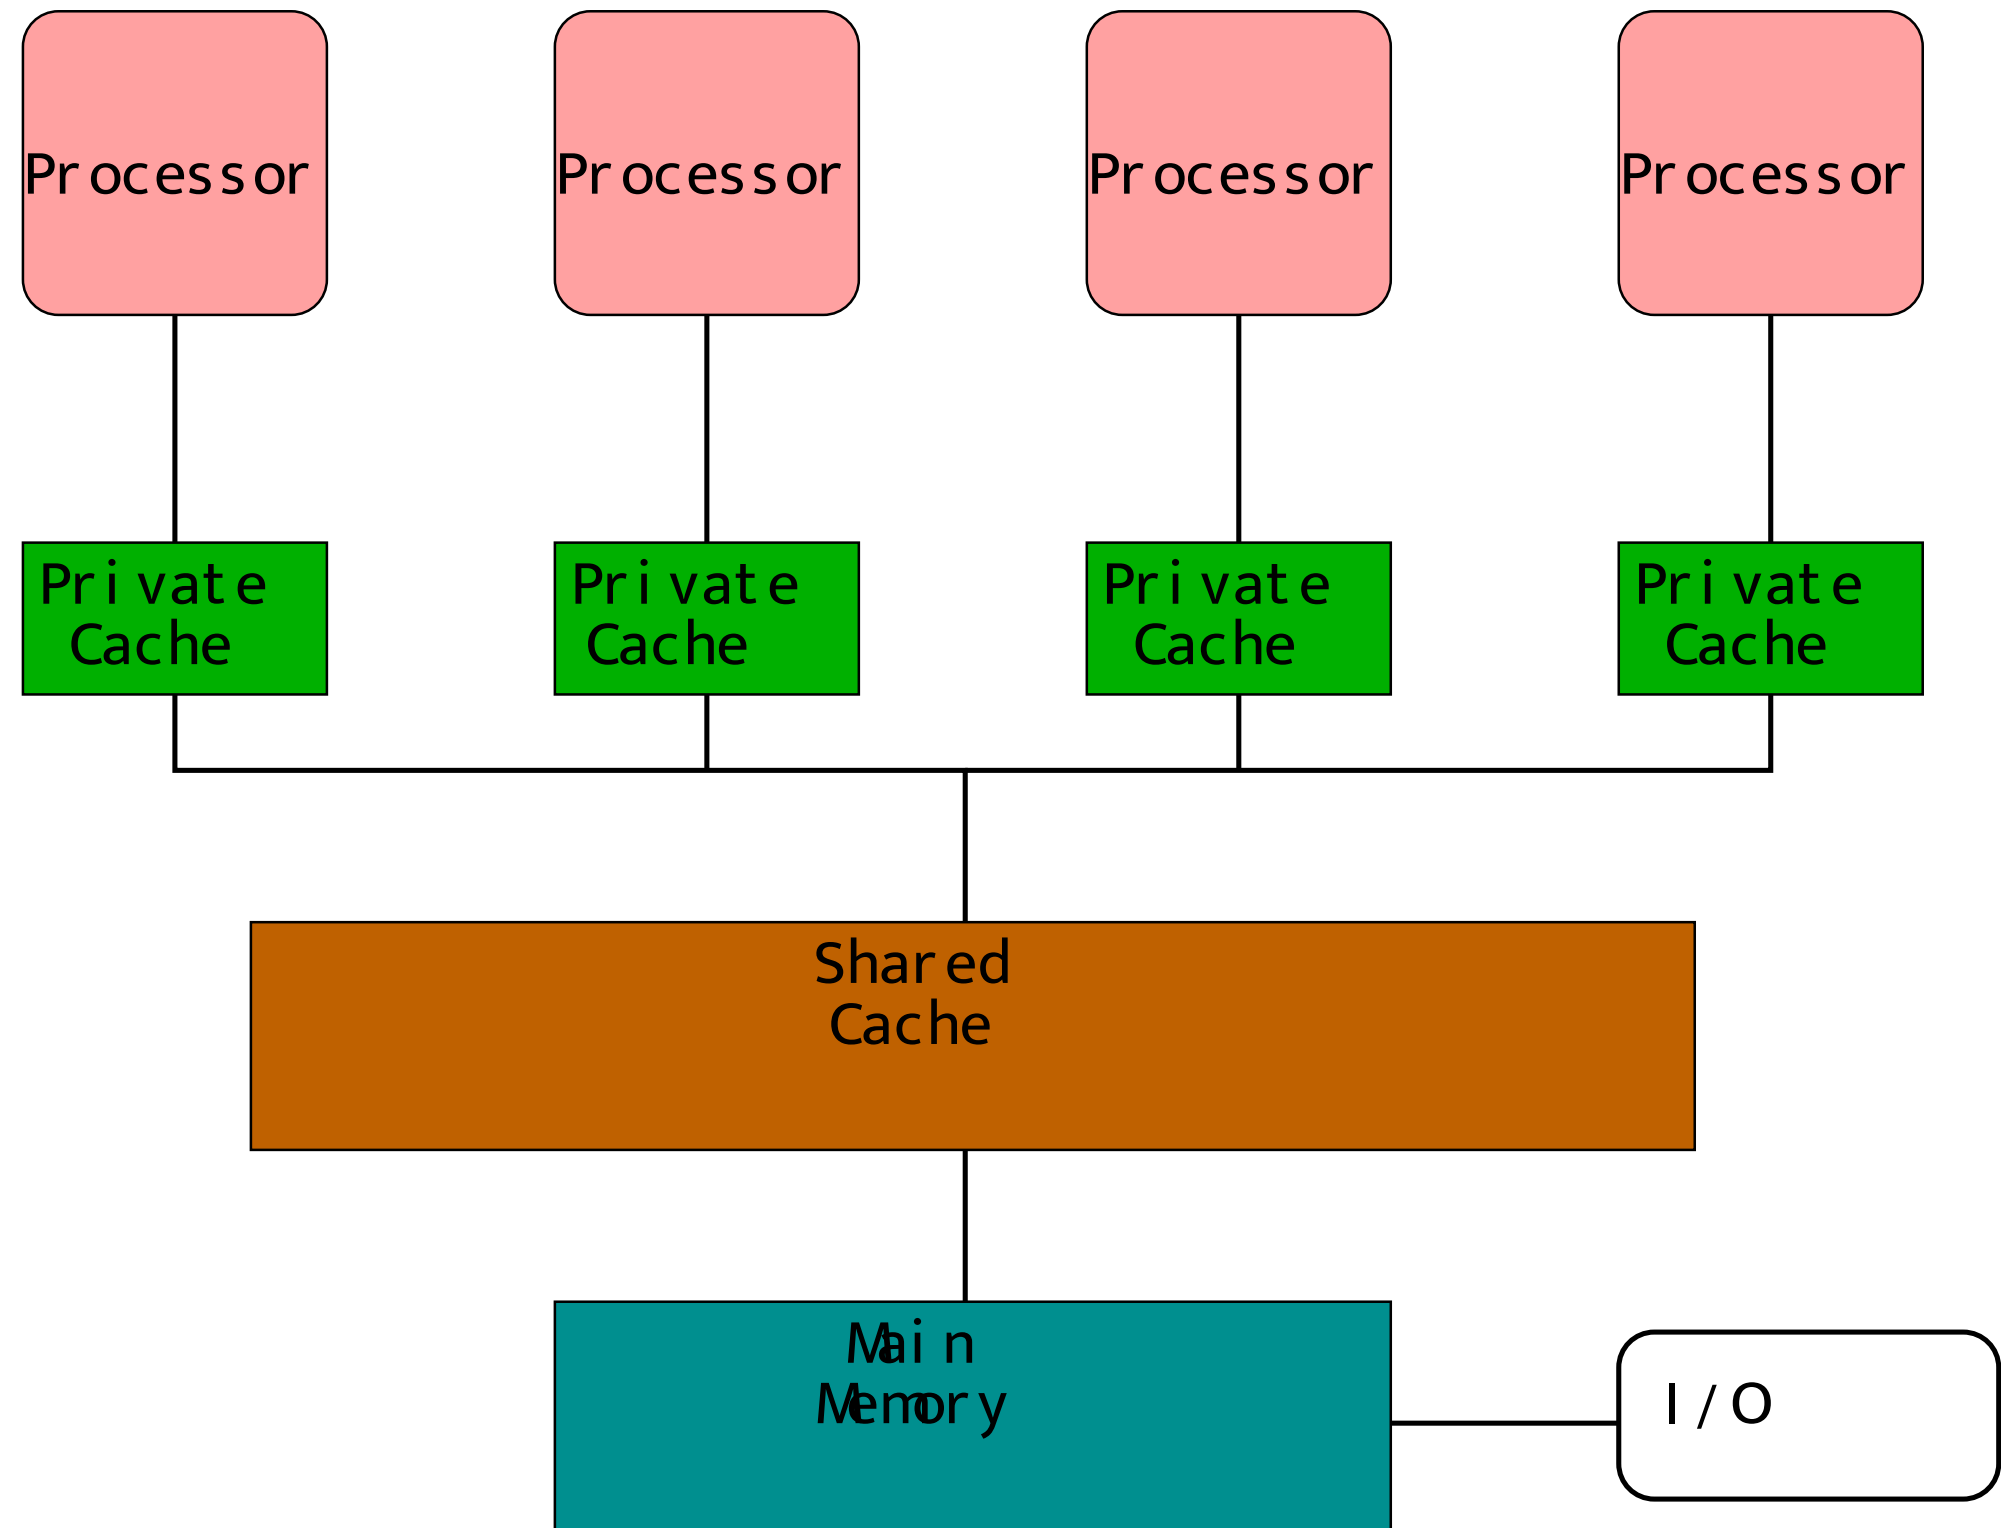 Processor Processor Processor Processor
Private Private Private Private
Cache Cache Cache Cache
Shared
Cache
Main
Memory
I/O